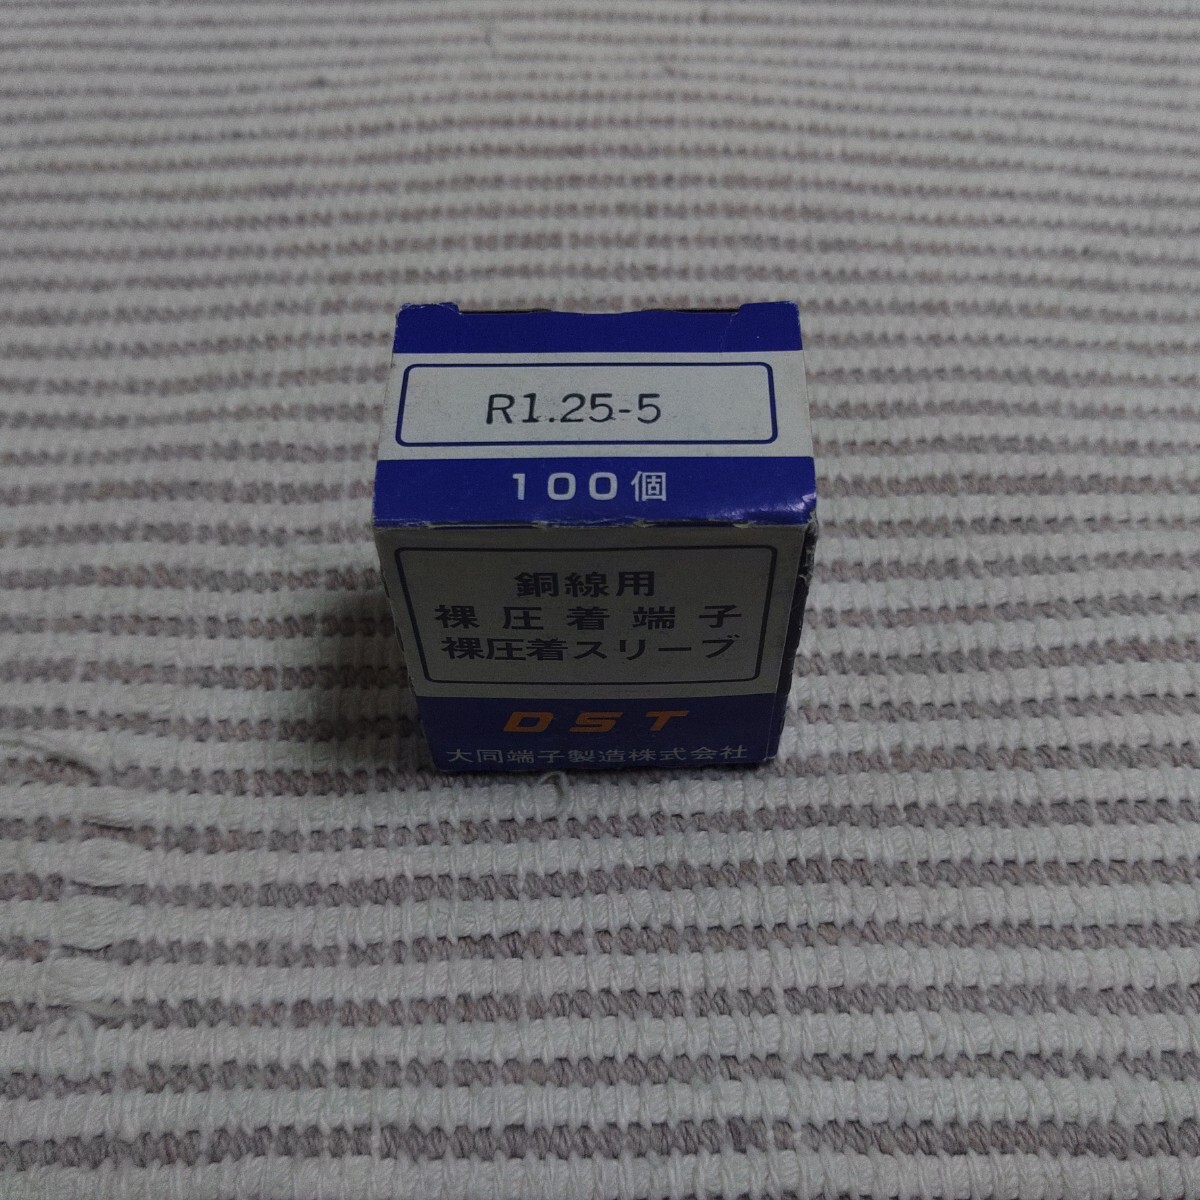 R1.25-5
100個
銅線用
裸圧着端子
裸圧着スリーブ
DST
大同端子製造株式会社